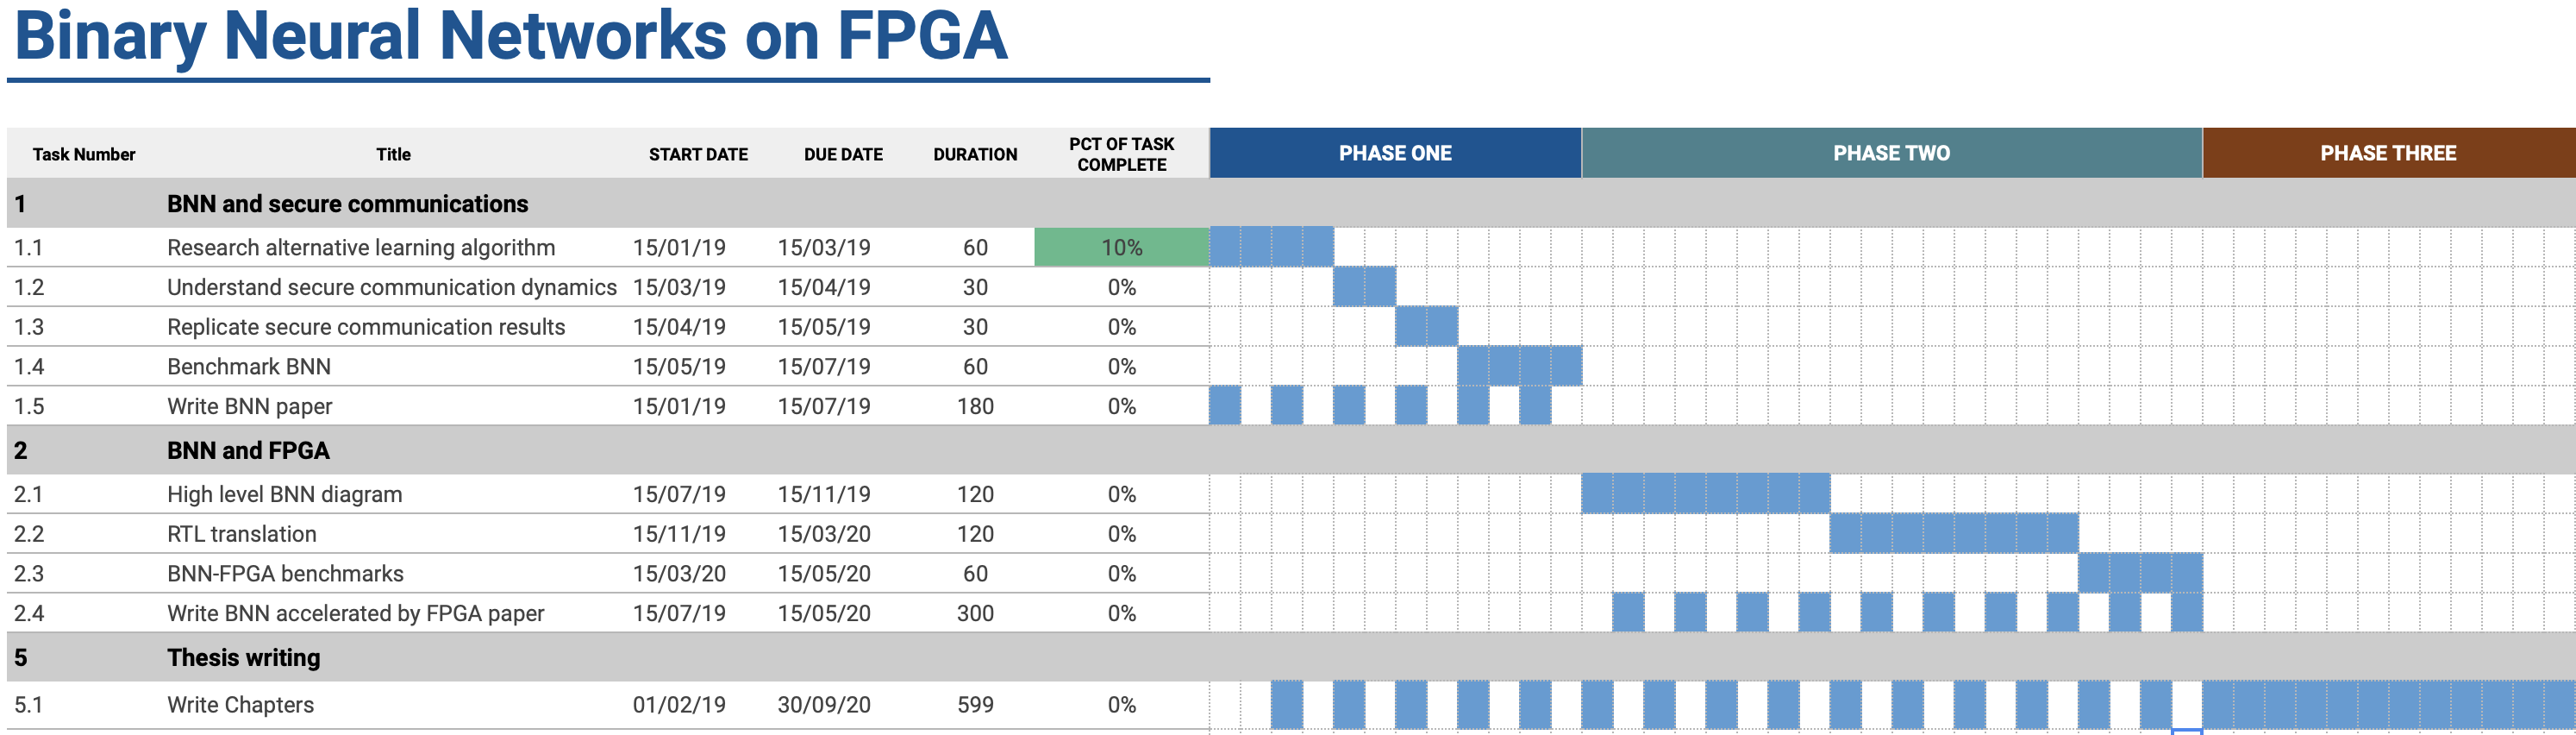 Binary Neural Networks on FPGA
Task Number Title START DATE DUE DATE DURATION PCT OF TASK COMPLETE PHASE ONE PHASE TWO PHASE THREE
1 BNN and secure communications
1.1 Research alternative learning algorithm 15/01/19 15/03/19 60 10%
1.2 Understand secure communication dynamics 15/03/19 15/04/19 30 0%
1.3 Replicate secure communication results 15/04/19 15/05/19 30 0%
1.4 Benchmark BNN 15/05/19 15/07/19 60 0%
1.5 Write BNN paper 15/01/19 15/07/19 180 0%
2 BNN and FPGA
2.1 High level BNN diagram 15/07/19 15/11/19 120 0%
2.2 RTL translation 15/11/19 15/03/20 120 0%
2.3 BNN-FPGA benchmarks 15/03/20 15/05/20 60 0%
2.4 Write BNN accelerated by FPGA paper 15/07/19 15/05/20 300 0%
5 Thesis writing
5.1 Write Chapters 01/02/19 30/09/20 599 0%